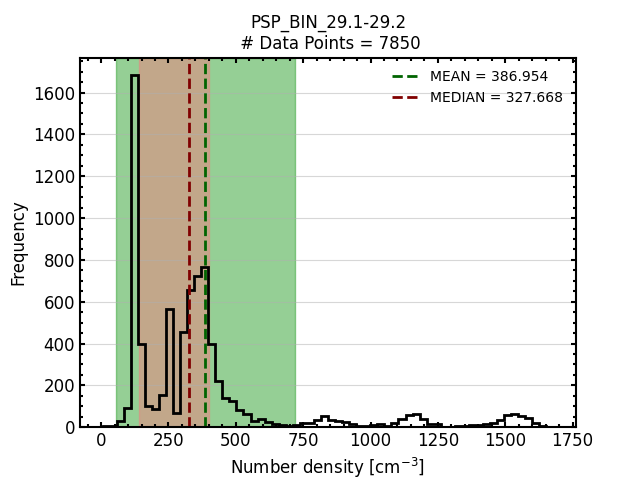 PSP_BIN_29.1-29.2
# Data Points = 7850
MEAN = 386.954
MEDIAN = 327.668
Frequency
1600
1400
1200
1000
800
600
400
200
0
0 250 500 750 1000 1250 1500 1750
Number density [cm⁻³]